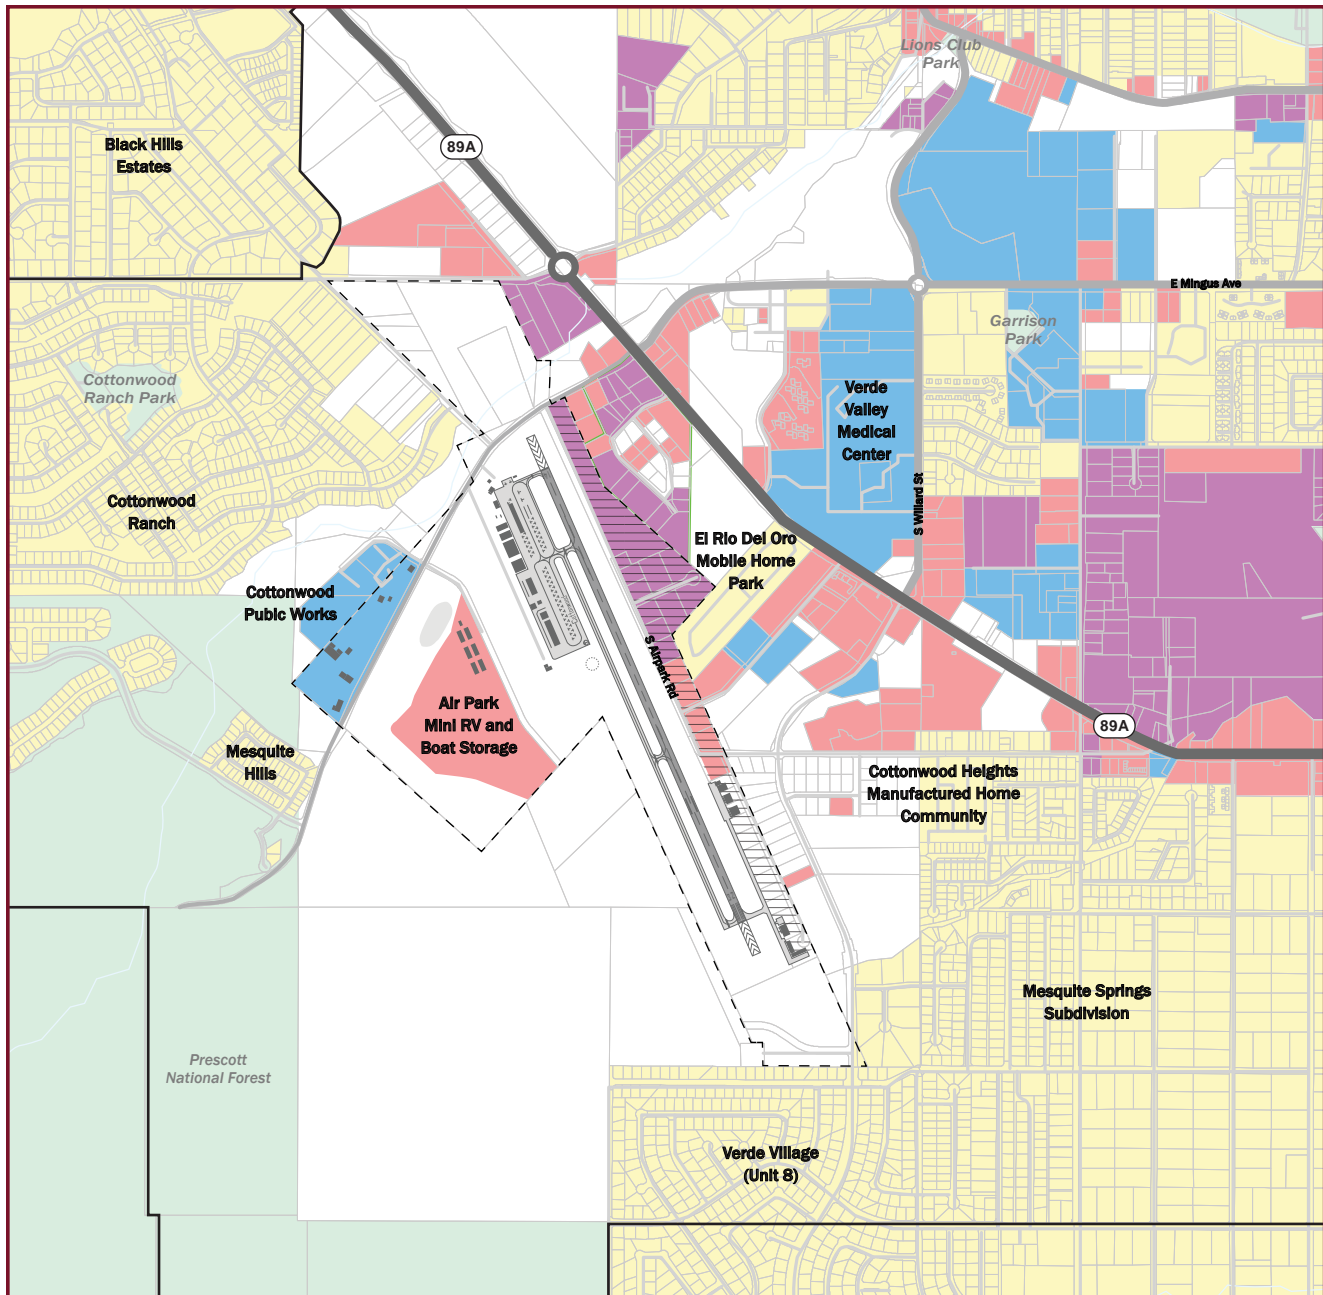 Lions Club
Park
89A
Black Hills
Estates
E Mingus Ave
Garrison
Park
Cottonwood
Ranch Park
Verde
Valley
Medical
Center
Cottonwood
Ranch
S Willard St
El Rio Del Oro
Mobile Home
Park
Cottonwood
Pubic Works
S Airpark Rd
Air Park
Mini RV and
Boat Storage
89A
Mesquite
Hills
Cottonwood Heights
Manufactured Home
Community
Mesquite Springs
Subdivision
Prescott
National Forest
Verde Village
(Unit 8)